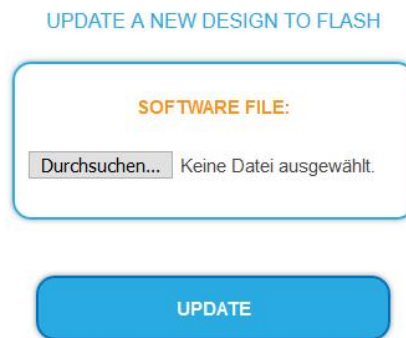 UPDATE A NEW DESIGN TO FLASH
SOFTWARE FILE:
Durchsuchen... Keine Datei ausgewählt.
UPDATE